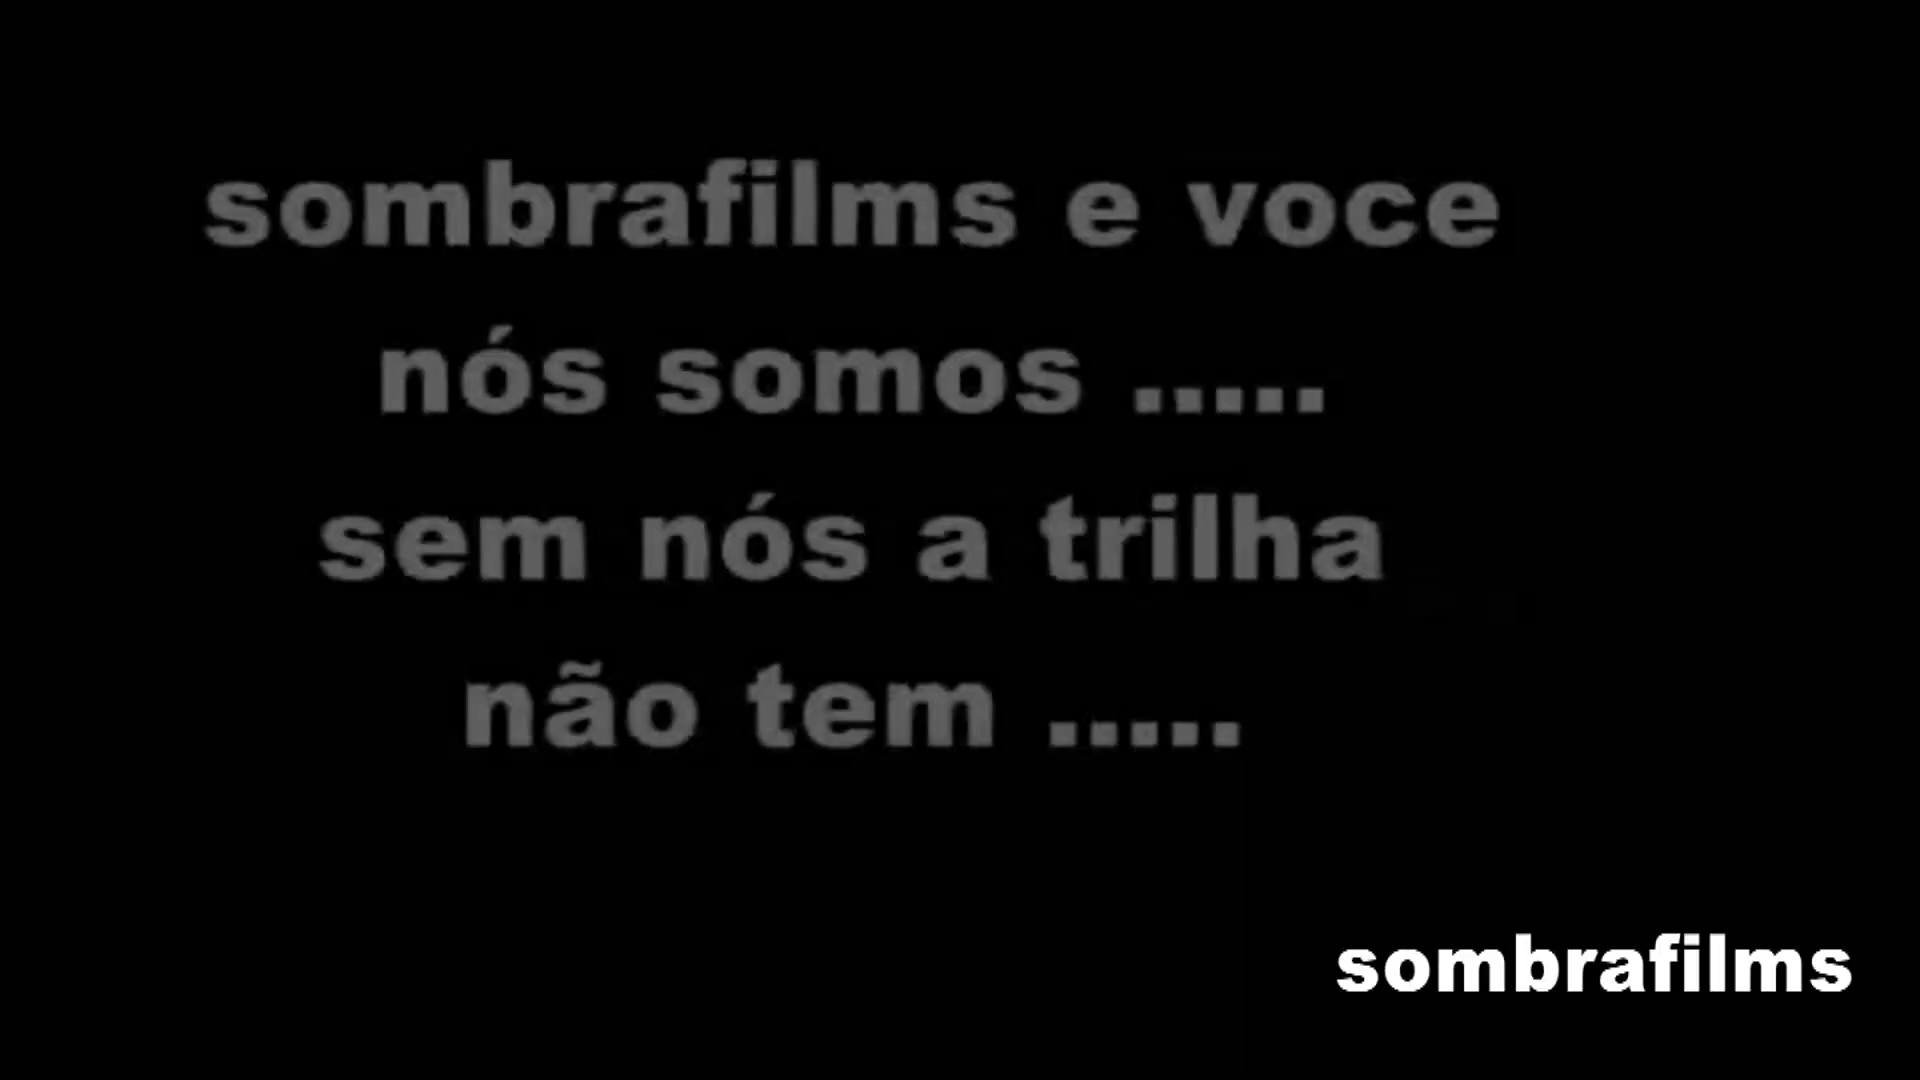 sombrafilms e voce
nós somos .....
sem nós a trilha
não tem .....
sombrafilms